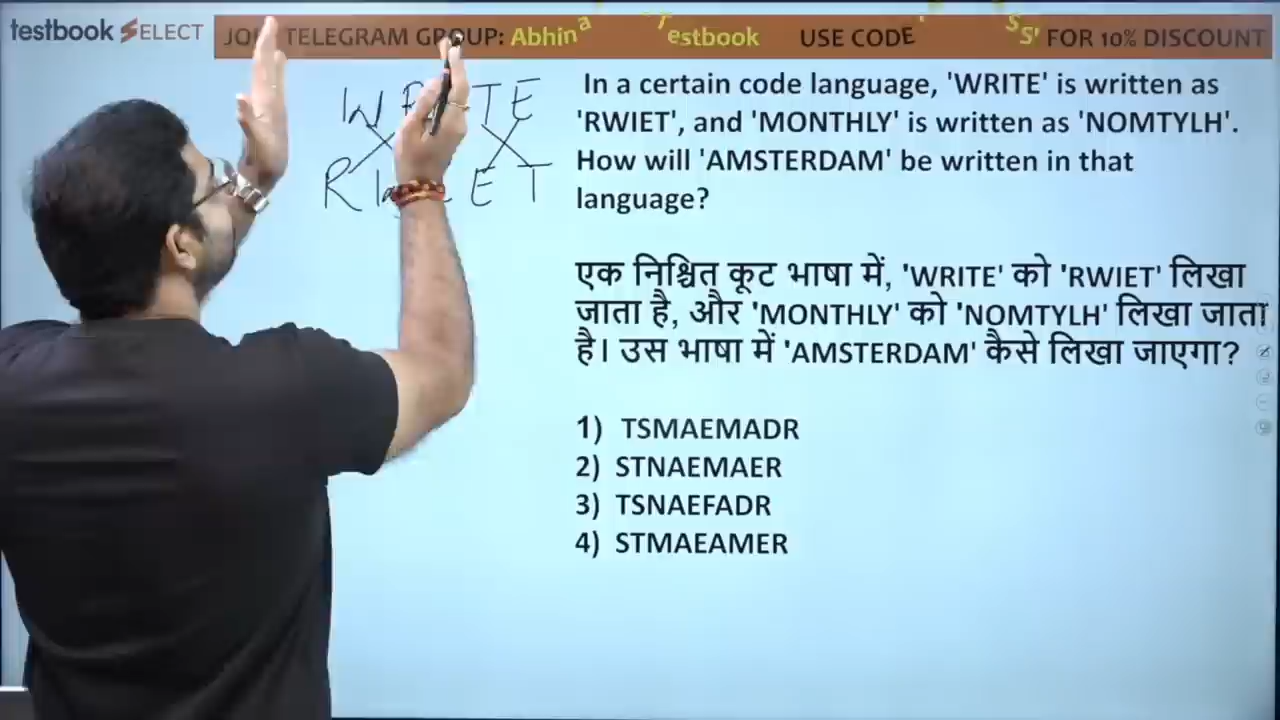 testbook SELECT
TELEGRAM GROUP: Abhina Testbook USE CODE FOR 10% DISCOUNT
In a certain code language, 'WRITE' is written as
'RWIET', and 'MONTHLY' is written as 'NOMTYLH'.
How will 'AMSTERDAM' be written in that
language?
एक निश्चित कूट भाषा में, 'WRITE' को 'RWIET' लिखा
जाता है, और 'MONTHLY' को 'NOMTYLH' लिखा जाता
है। उस भाषा में 'AMSTERDAM' कैसे लिखा जाएगा?
1) TSMAEMADR
2) STNAEMAER
3) TSNAEFADR
4) STMAEAMER
W R T E
R E T